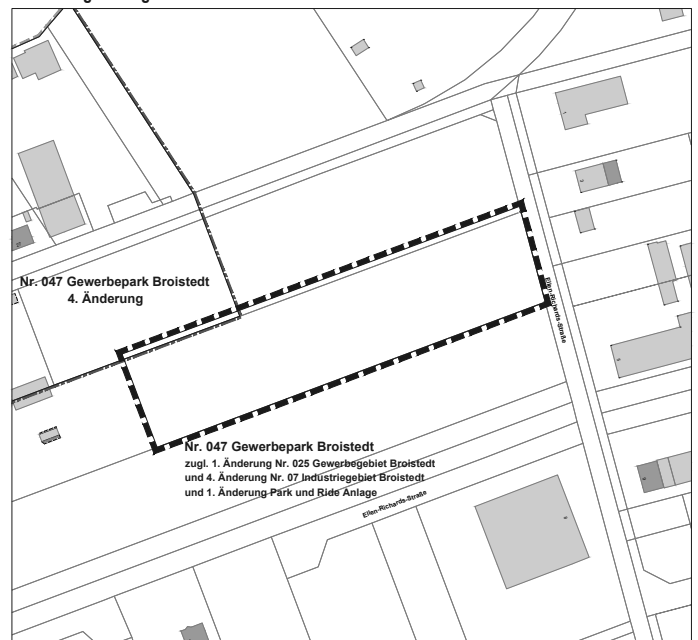 Nr. 047 Gewerbepark Broistedt
4. Änderung
Ellen-Richards-Straße
Nr. 047 Gewerbepark Broistedt
zugl. 1. Änderung Nr. 025 Gewerbegebiet Broistedt
und 4. Änderung Nr. 07 Industriegebiet Broistedt
und 1. Änderung Park und Ride Anlage
Ellen-Richards-Straße